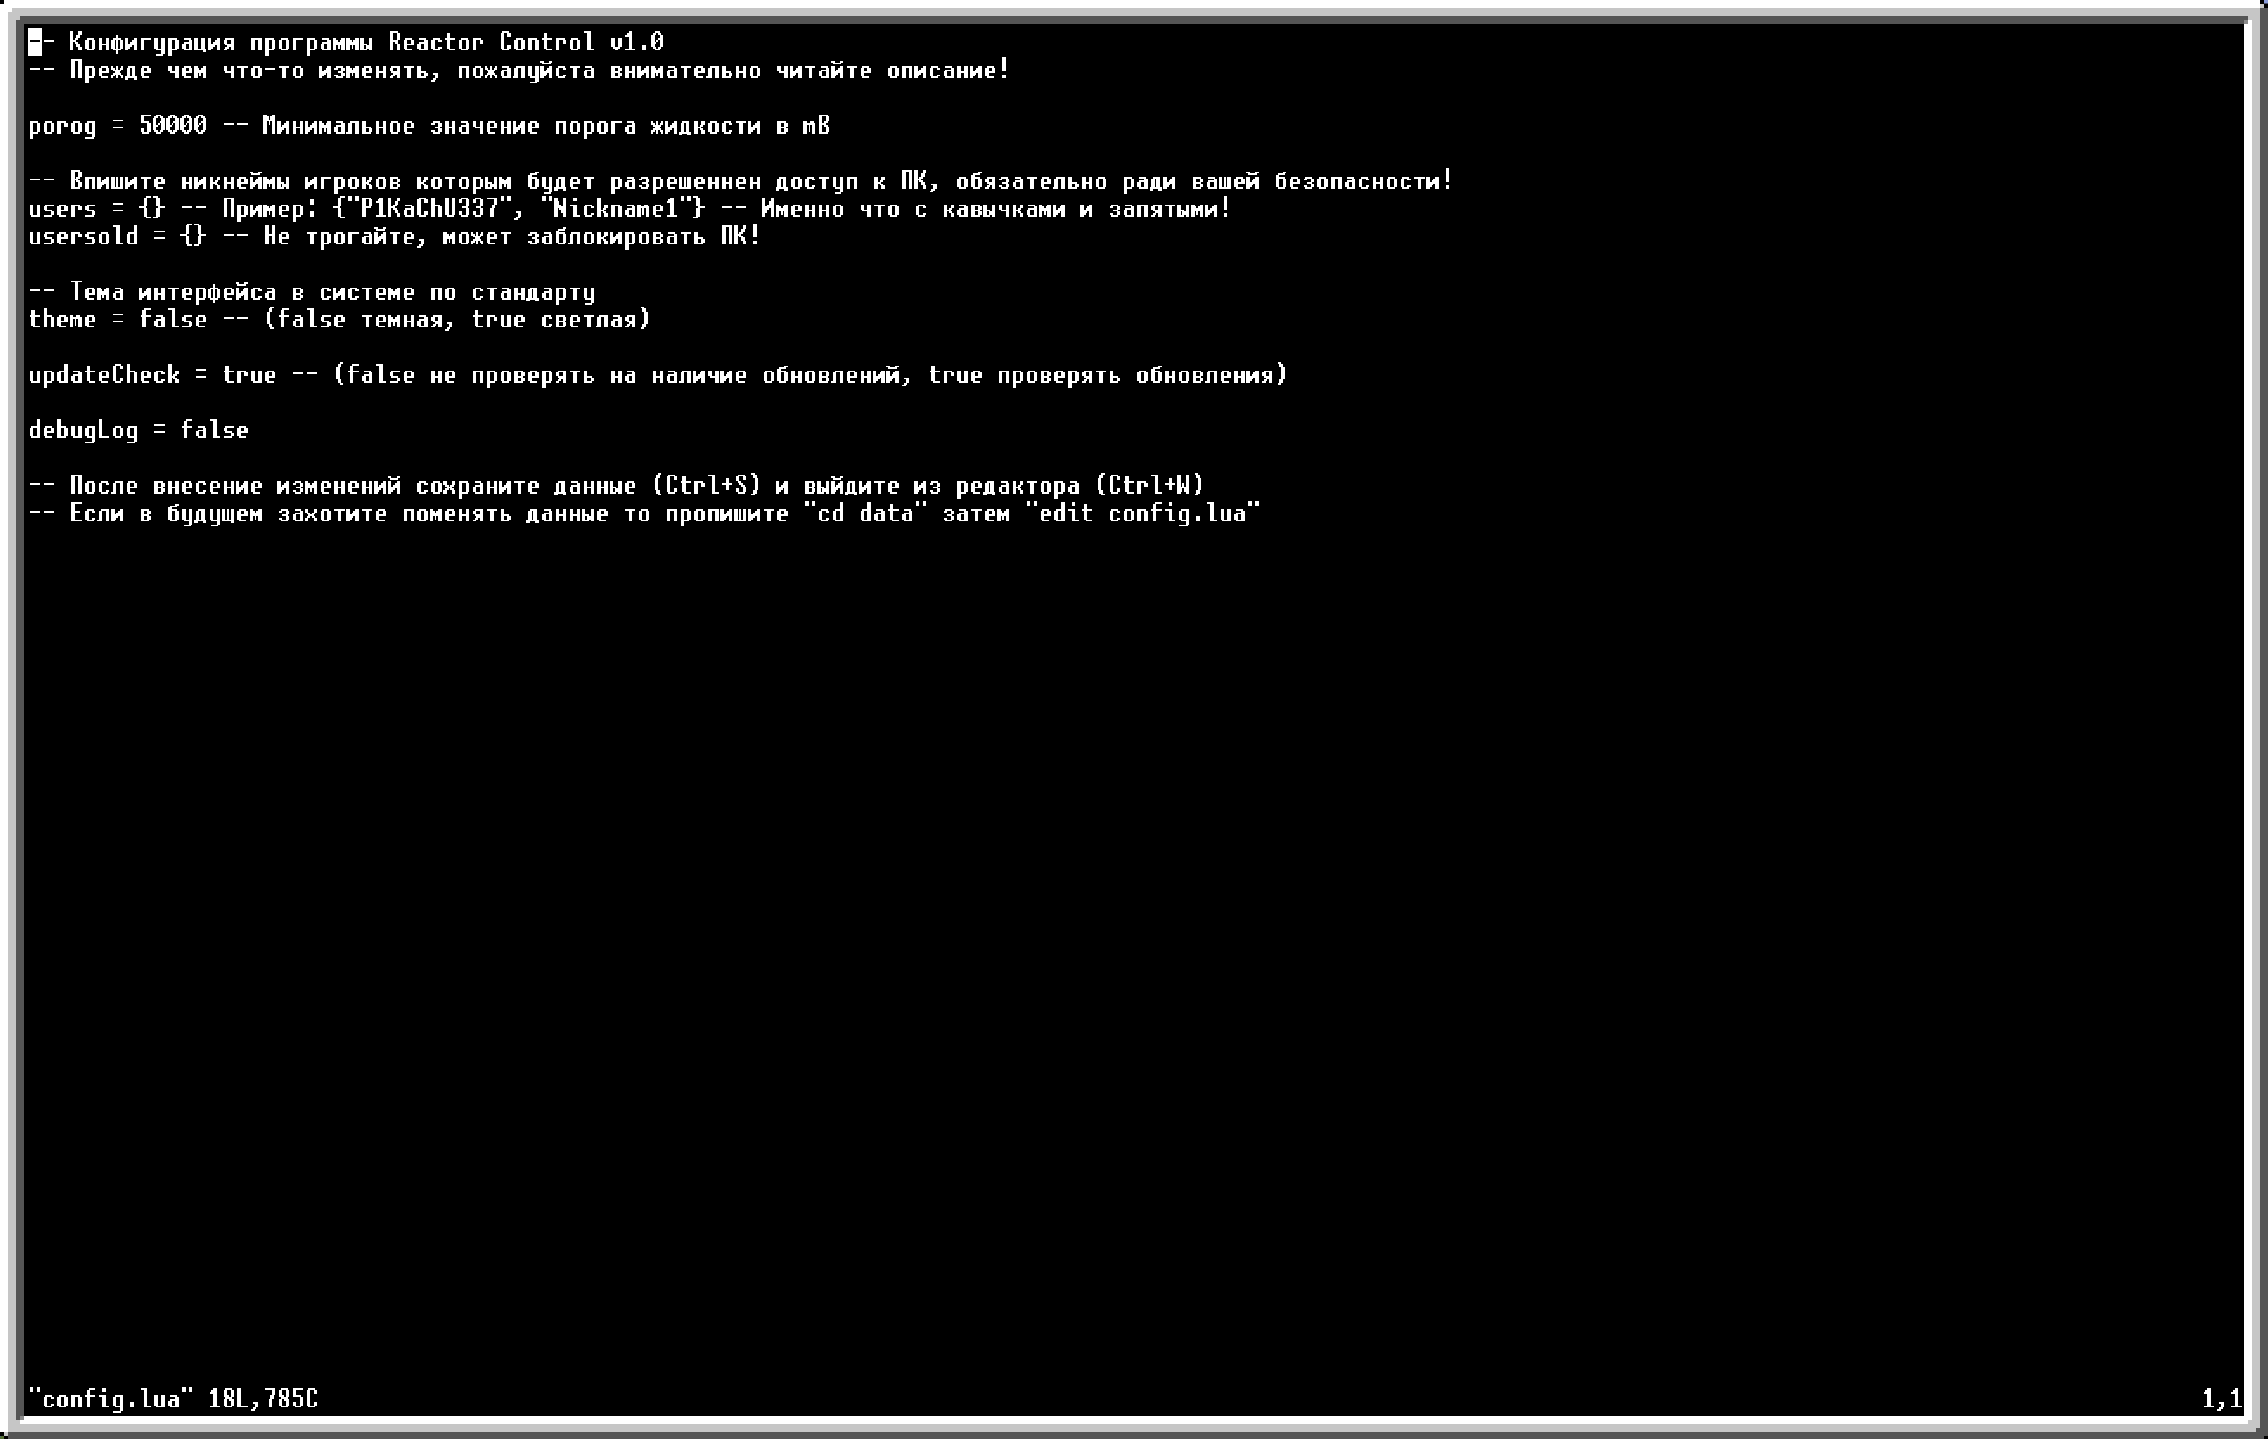 -- Конфигурация программы Reactor Control v1.0
-- Прежде чем что-то изменять, пожалуйста внимательно читайте описание!
porog = 50000 -- Минимальное значение порога жидкости в mB
-- Впишите никнеймы игроков которым будет разрешеннен доступ к ПК, обязательно ради вашей безопасности!
users = {} -- Пример: {"P1KaChU337", "Nickname1"} -- Именно что с кавычками и запятыми!
usersold = {} -- Не трогайте, может заблокировать ПК!
-- Тема интерфейса в системе по стандарту
theme = false -- (false темная, true светлая)
updateCheck = true -- (false не проверять на наличие обновлений, true проверять обновления)
debugLog = false
-- После внесение изменений сохраните данные (Ctrl+S) и выйдите из редактора (Ctrl+W)
-- Если в будущем захотите поменять данные то пропишите "cd data" затем "edit config.lua"
"config.lua" 18L,785C
1,1